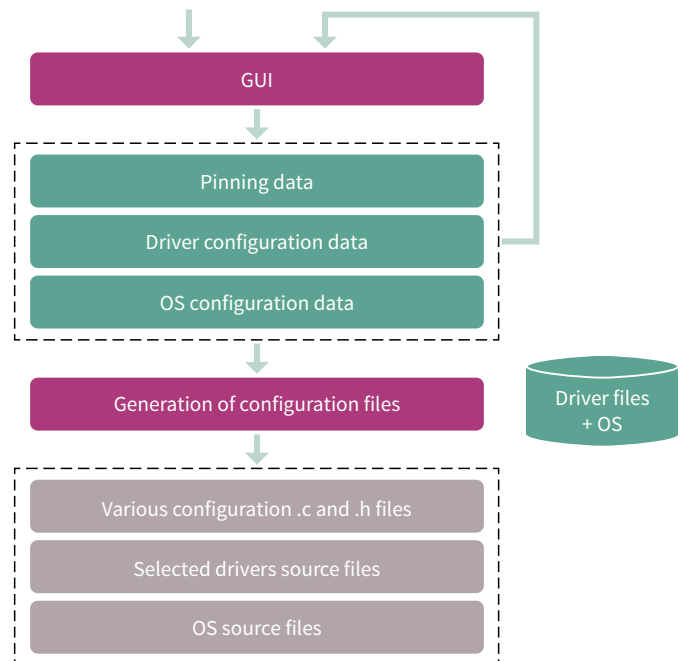 GUI
Pinning data
Driver configuration data
OS configuration data
Generation of configuration files
Driver files
+ OS
Various configuration .c and .h files
Selected drivers source files
OS source files